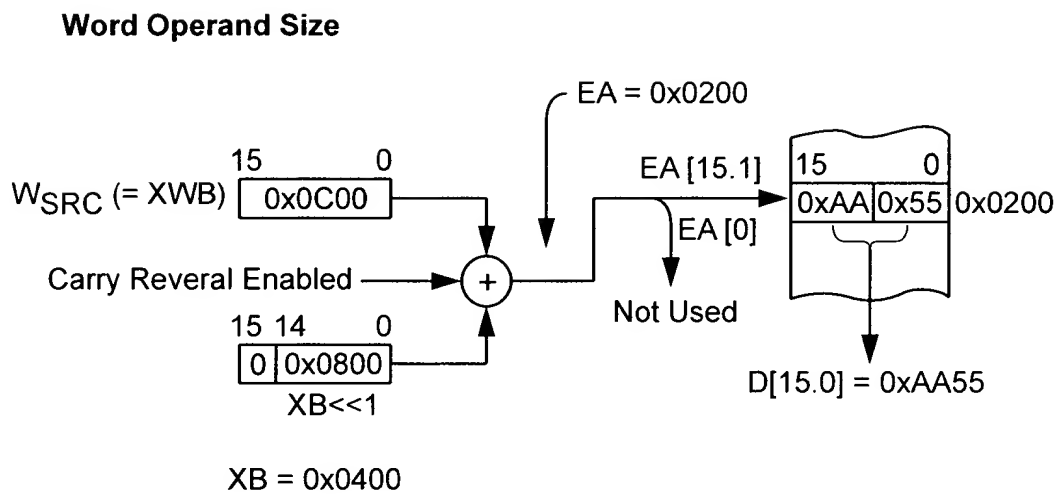 Word Operand Size
EA = 0x0200
15 0
W_SRC (= XWB) 0x0C00
EA [15.1]
15 0
0xAA 0x55 0x0200
EA [0]
Carry Reveral Enabled +
Not Used
15 14 0
0 0x0800
XB<<1
D[15.0] = 0xAA55
XB = 0x0400